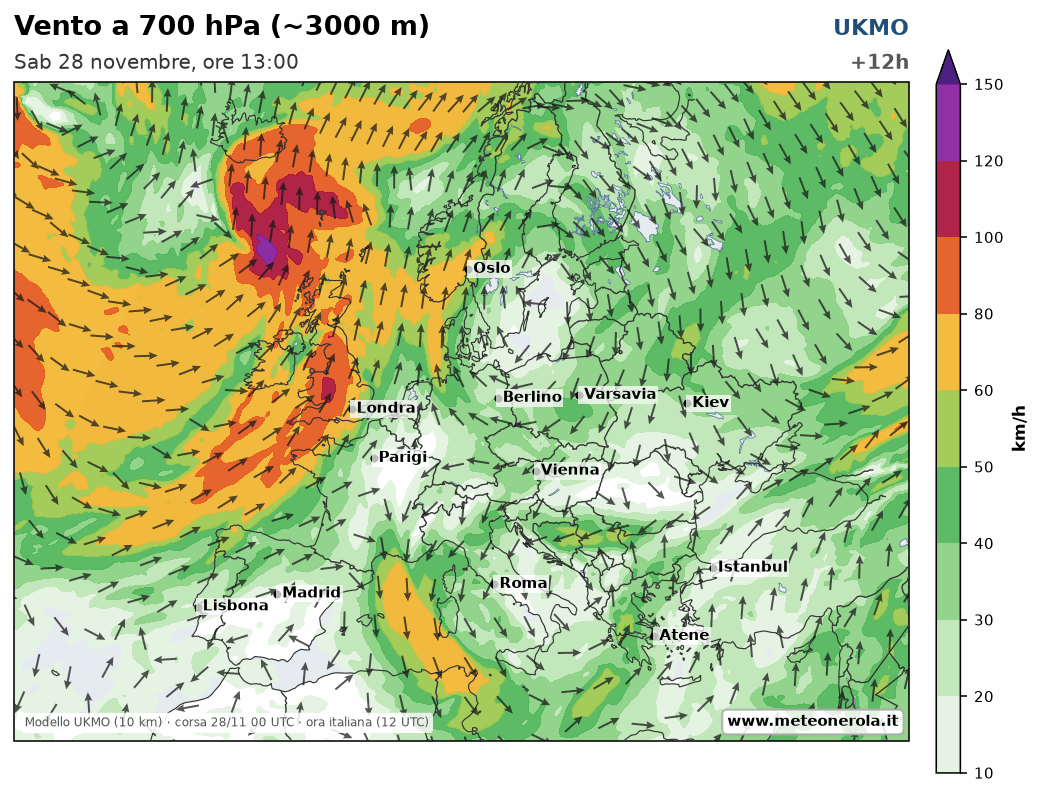 Vento a 700 hPa (~3000 m)
UKMO
Sab 28 novembre, ore 13:00
+12h
150
120
100
80
60
50
40
30
20
10
km/h
Oslo
Berlino
Varsavia
Kiev
Londra
Parigi
Vienna
Istanbul
Roma
Madrid
Lisbona
Atene
Modello UKMO (10 km) · corsa 28/11 00 UTC · ora italiana (12 UTC)
www.meteonerola.it